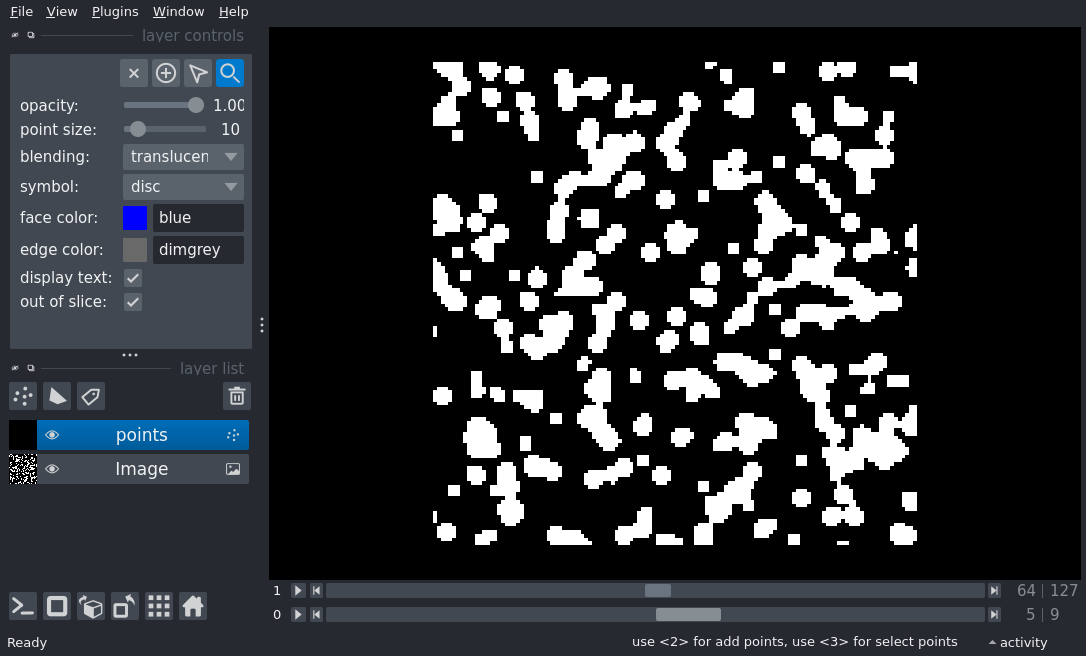 File View Plugins Window Help
layer controls
opacity: 1.00
point size: 10
blending: translucen
symbol: disc
face color: blue
edge color: dimgrey
display text:
out of slice:
layer list
points
Image
1 64 127
0 5 9
Ready use <2> for add points, use <3> for select points activity